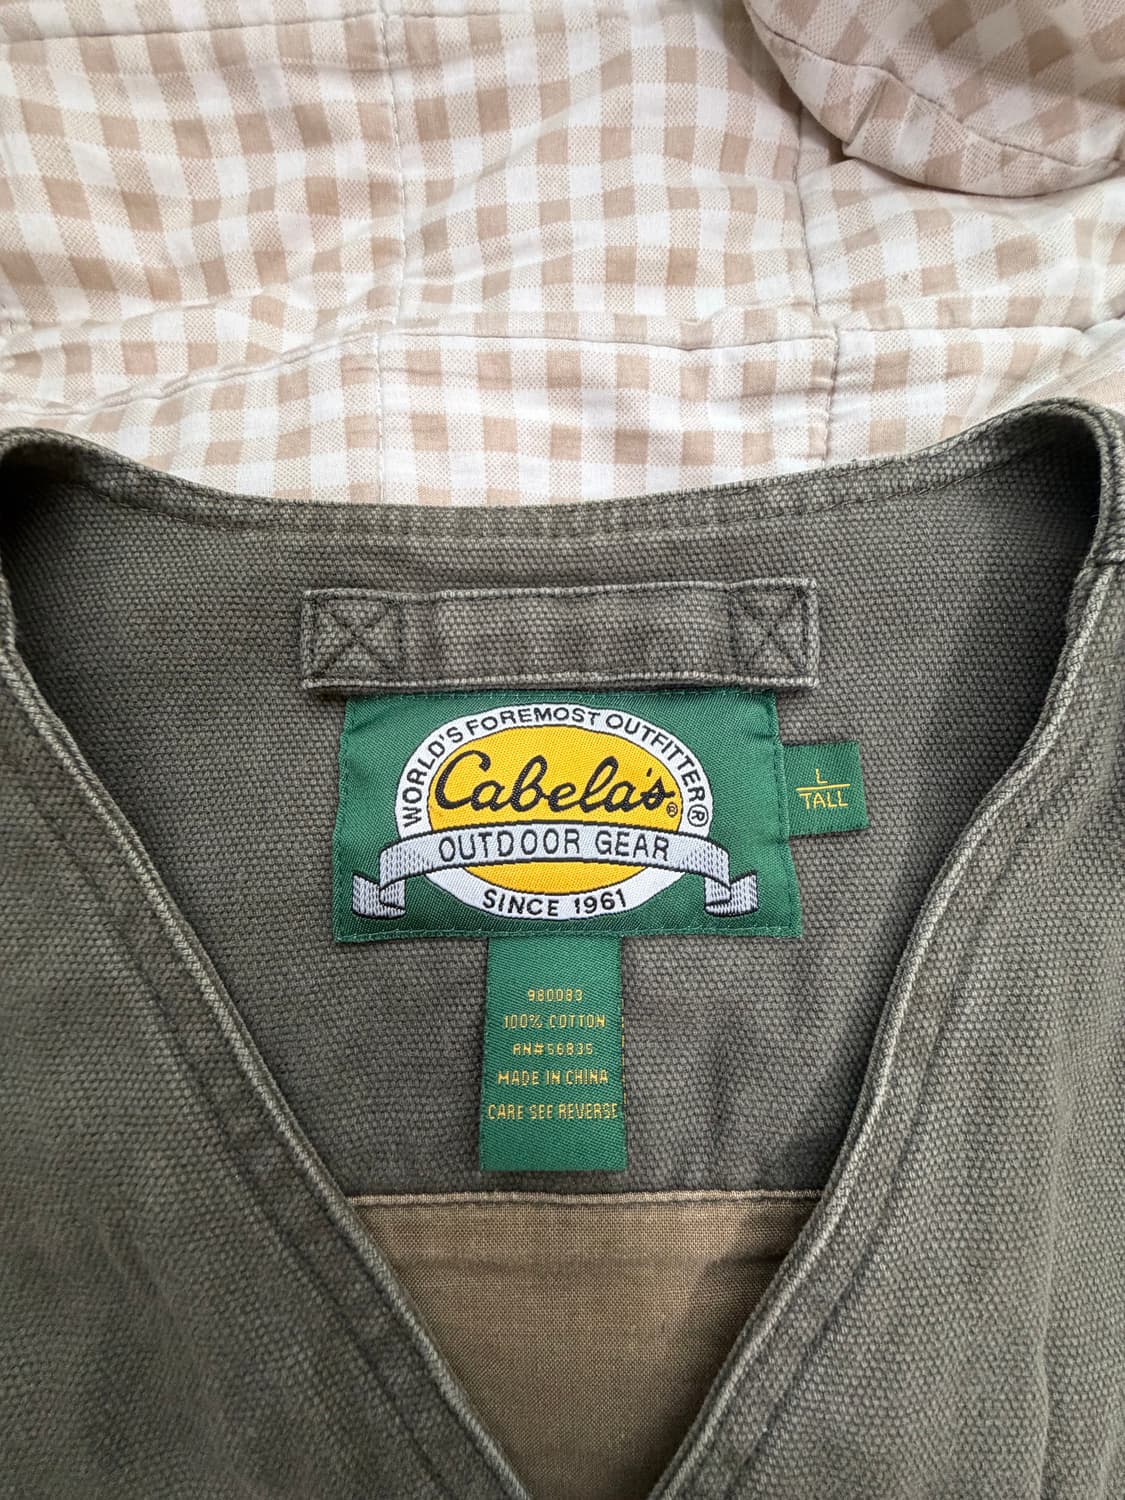 WORLD'S FOREMOST OUTFITTER®
Cabela's®
OUTDOOR GEAR
SINCE 1961
L
TALL
980083
100% COTTON
RN#56835
MADE IN CHINA
CARE SEE REVERSE